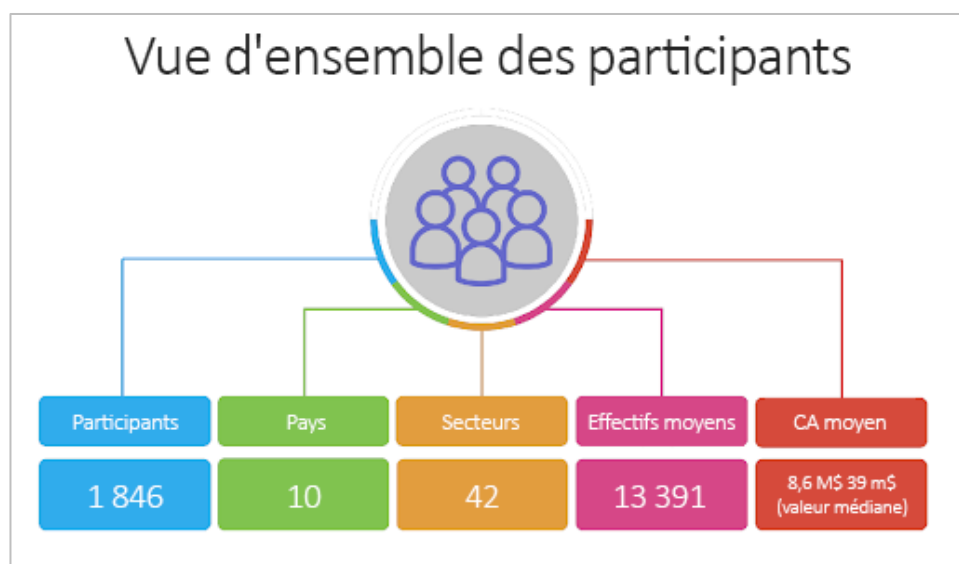 Vue d'ensemble des participants
Participants
Pays
Secteurs
Effectifs moyens
CA moyen
1 846
10
42
13 391
8,6 M$ 39 m$
(valeur médiane)